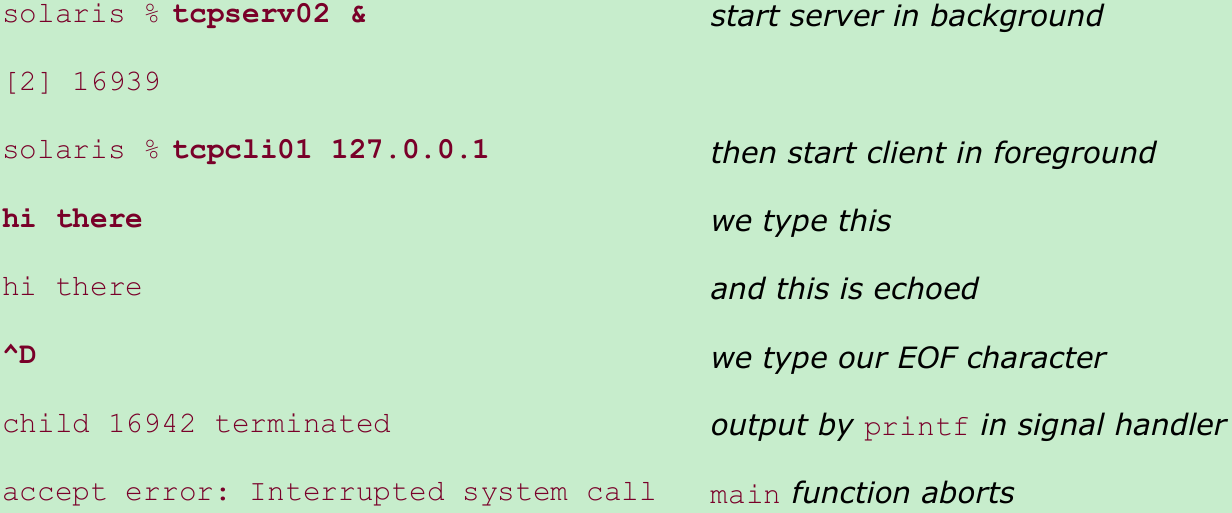 solaris % tcpserv02 & start server in background
[2] 16939
solaris % tcpcli01 127.0.0.1 then start client in foreground
hi there we type this
hi there and this is echoed
^D we type our EOF character
child 16942 terminated output by printf in signal handler
accept error: Interrupted system call main function aborts